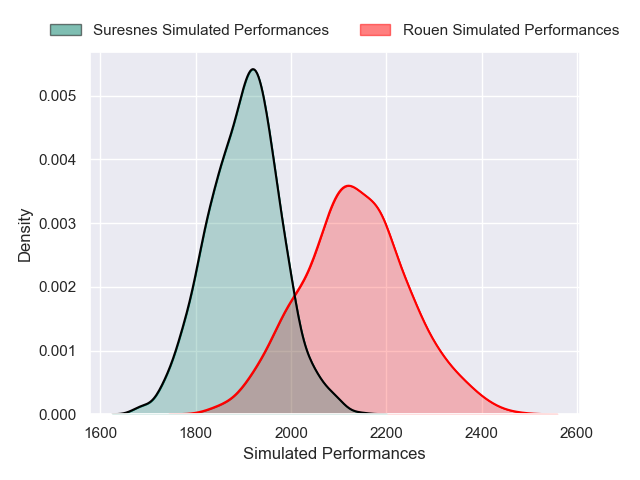 Suresnes Simulated Performances Rouen Simulated Performances
0.005
0.004
0.003
0.002
0.001
0.000
Density
1600 1800 2000 2200 2400 2600
Simulated Performances